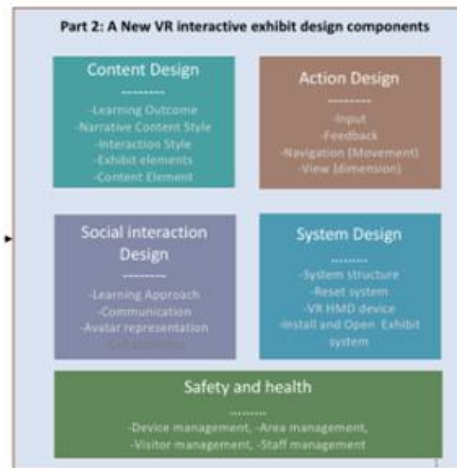 Part 2: A New VR interactive exhibit design components
Content Design
--------
-Learning Outcome
-Narrative Content Style
-Interaction Style
-Exhibit elements
-Content Element
Action Design
--------
-Input
-Feedback
-Navigation (Movement)
-View (dimension)
Social interaction
Design
--------
-Learning Approach
-Communication
-Avatar representation
System Design
.........
-System structure
-Reset system
-VR HMD device
-Install and Open Exhibit
system
Safety and health
.........
-Device management, -Area management,
-Visitor management, -Staff management